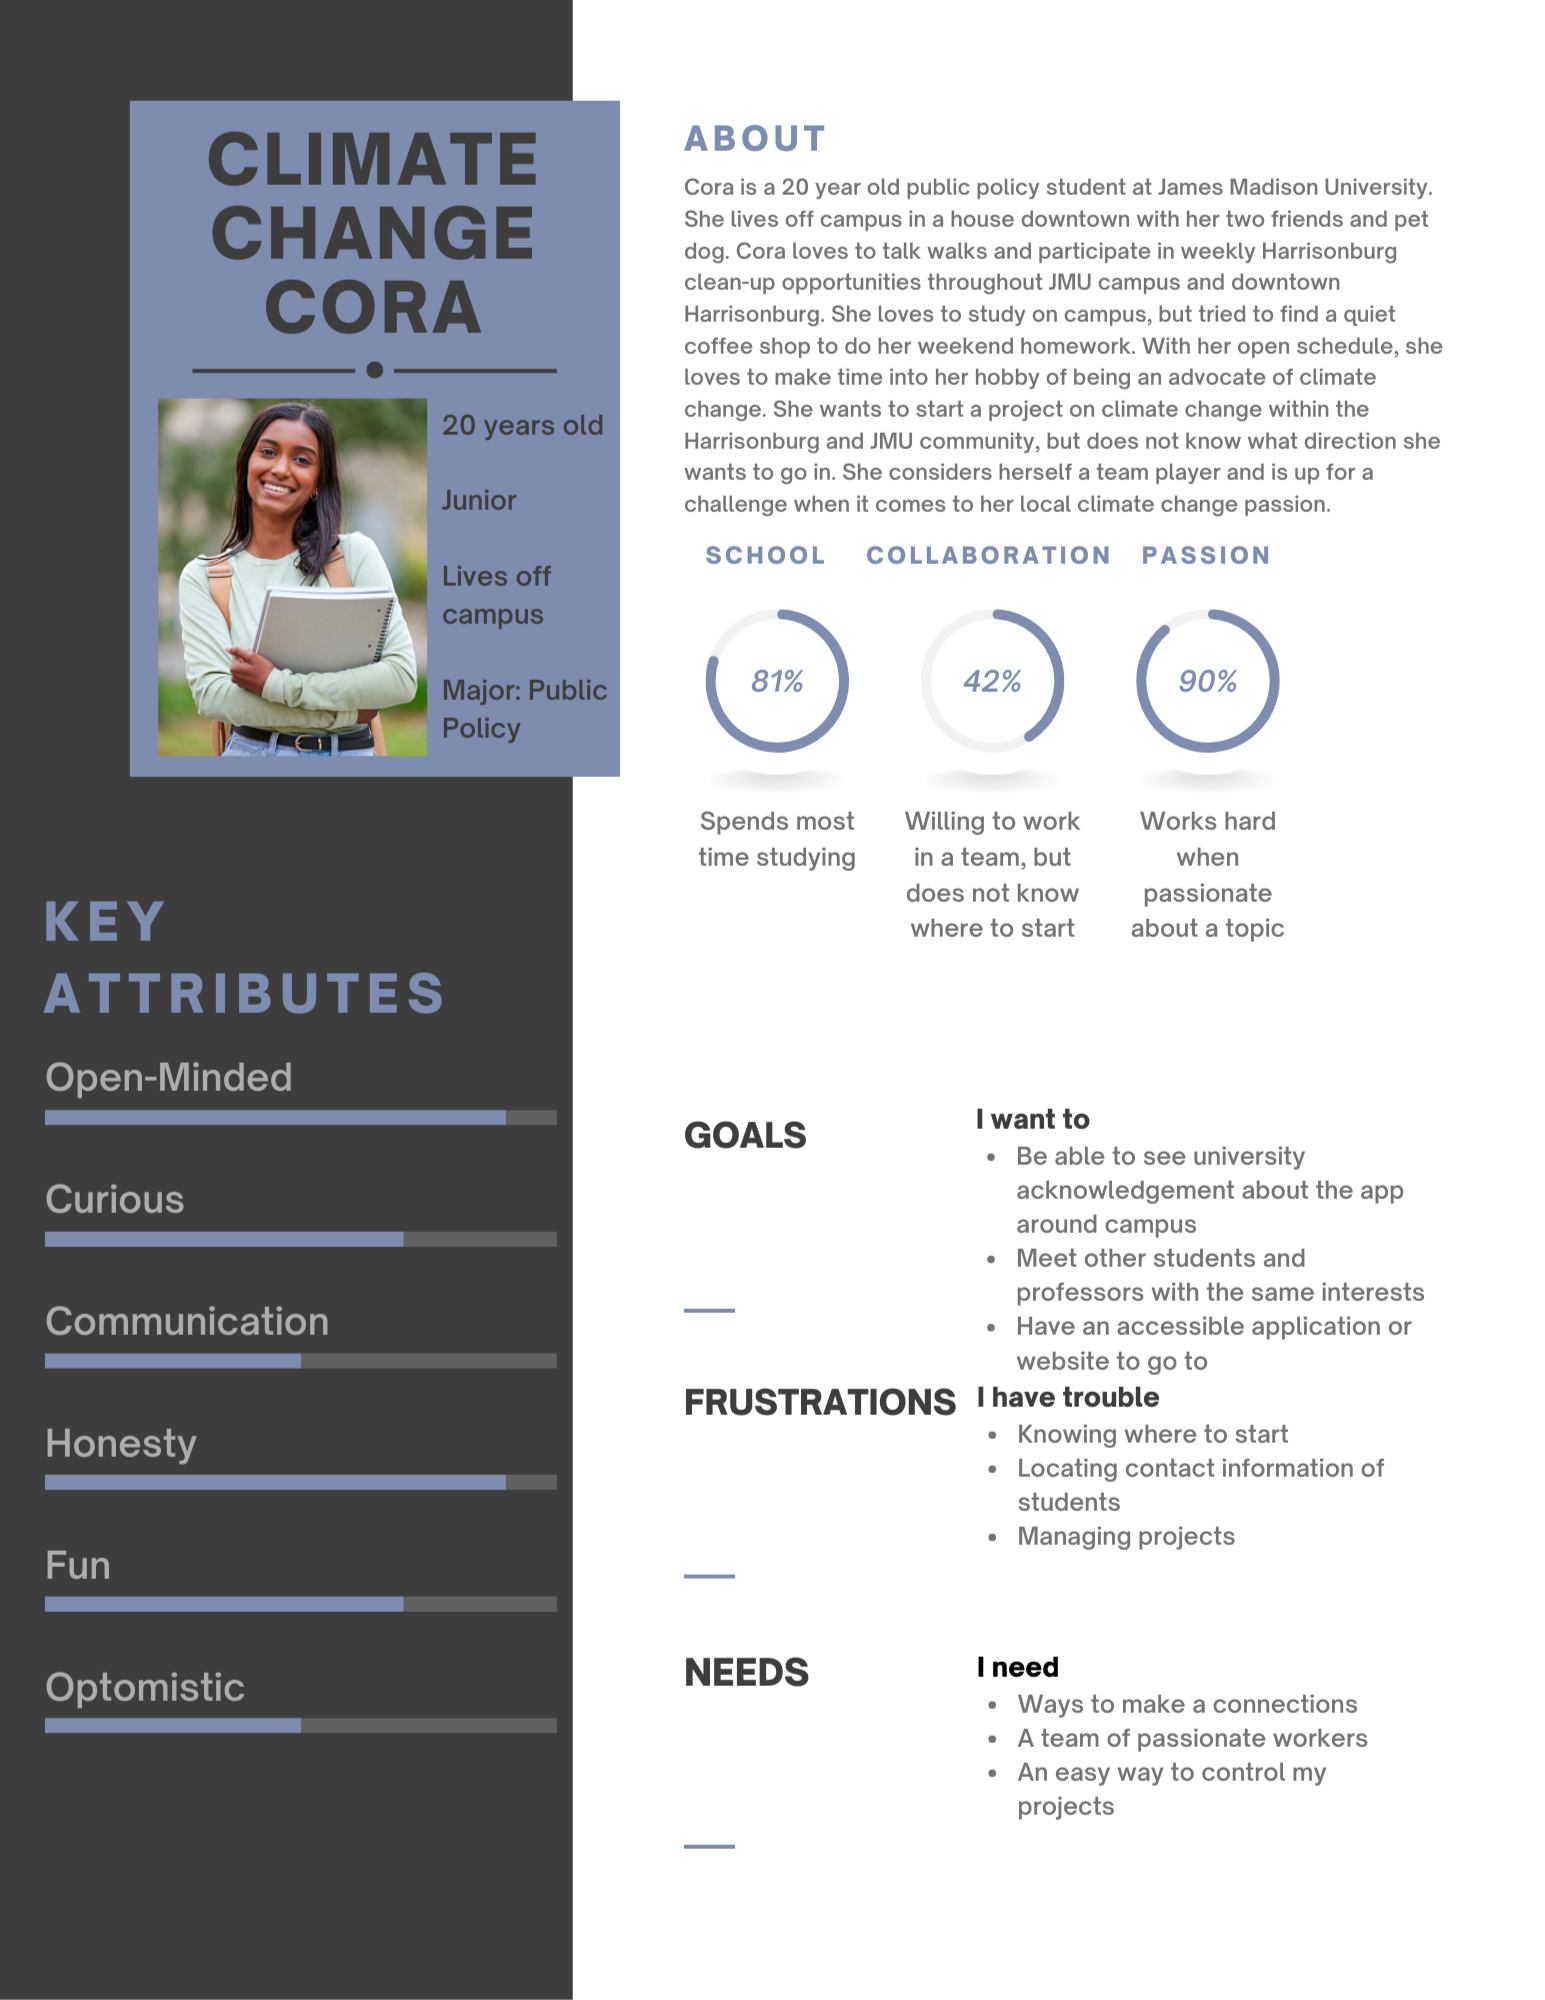 CLIMATE
CHANGE
CORA
20 years old
Junior
Lives off
campus
Major: Public
Policy
KEY
ATTRIBUTES
Open-Minded
Curious
Communication
Honesty
Fun
Optomistic
ABOUT
Cora is a 20 year old public policy student at James Madison University.
She lives off campus in a house downtown with her two friends and pet
dog. Cora loves to talk walks and participate in weekly Harrisonburg
clean-up opportunities throughout JMU campus and downtown
Harrisonburg. She loves to study on campus, but tried to find a quiet
coffee shop to do her weekend homework. With her open schedule, she
loves to make time into her hobby of being an advocate of climate
change. She wants to start a project on climate change within the
Harrisonburg and JMU community, but does not know what direction she
wants to go in. She considers herself a team player and is up for a
challenge when it comes to her local climate change passion.
SCHOOL COLLABORATION PASSION
81% 42% 90%
Spends most
time studying
Willing to work
in a team, but
does not know
where to start
Works hard
when
passionate
about a topic
GOALS
I want to
• Be able to see university
acknowledgement about the app
around campus
• Meet other students and
professors with the same interests
• Have an accessible application or
website to go to
FRUSTRATIONS
I have trouble
• Knowing where to start
• Locating contact information of
students
• Managing projects
NEEDS
I need
• Ways to make a connections
• A team of passionate workers
• An easy way to control my
projects